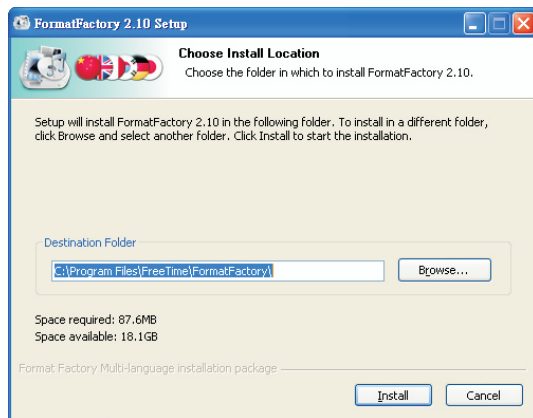 FormatFactory 2.10 Setup
Choose Install Location
Choose the folder in which to install FormatFactory 2.10.
Setup will install FormatFactory 2.10 in the following folder. To install in a different folder,
click Browse and select another folder. Click Install to start the installation.
Destination Folder
C:\Program Files\FreeTime\FormatFactory\
Browse...
Space required: 87.6MB
Space available: 18.1GB
Format Factory Multi-language installation package
Install
Cancel